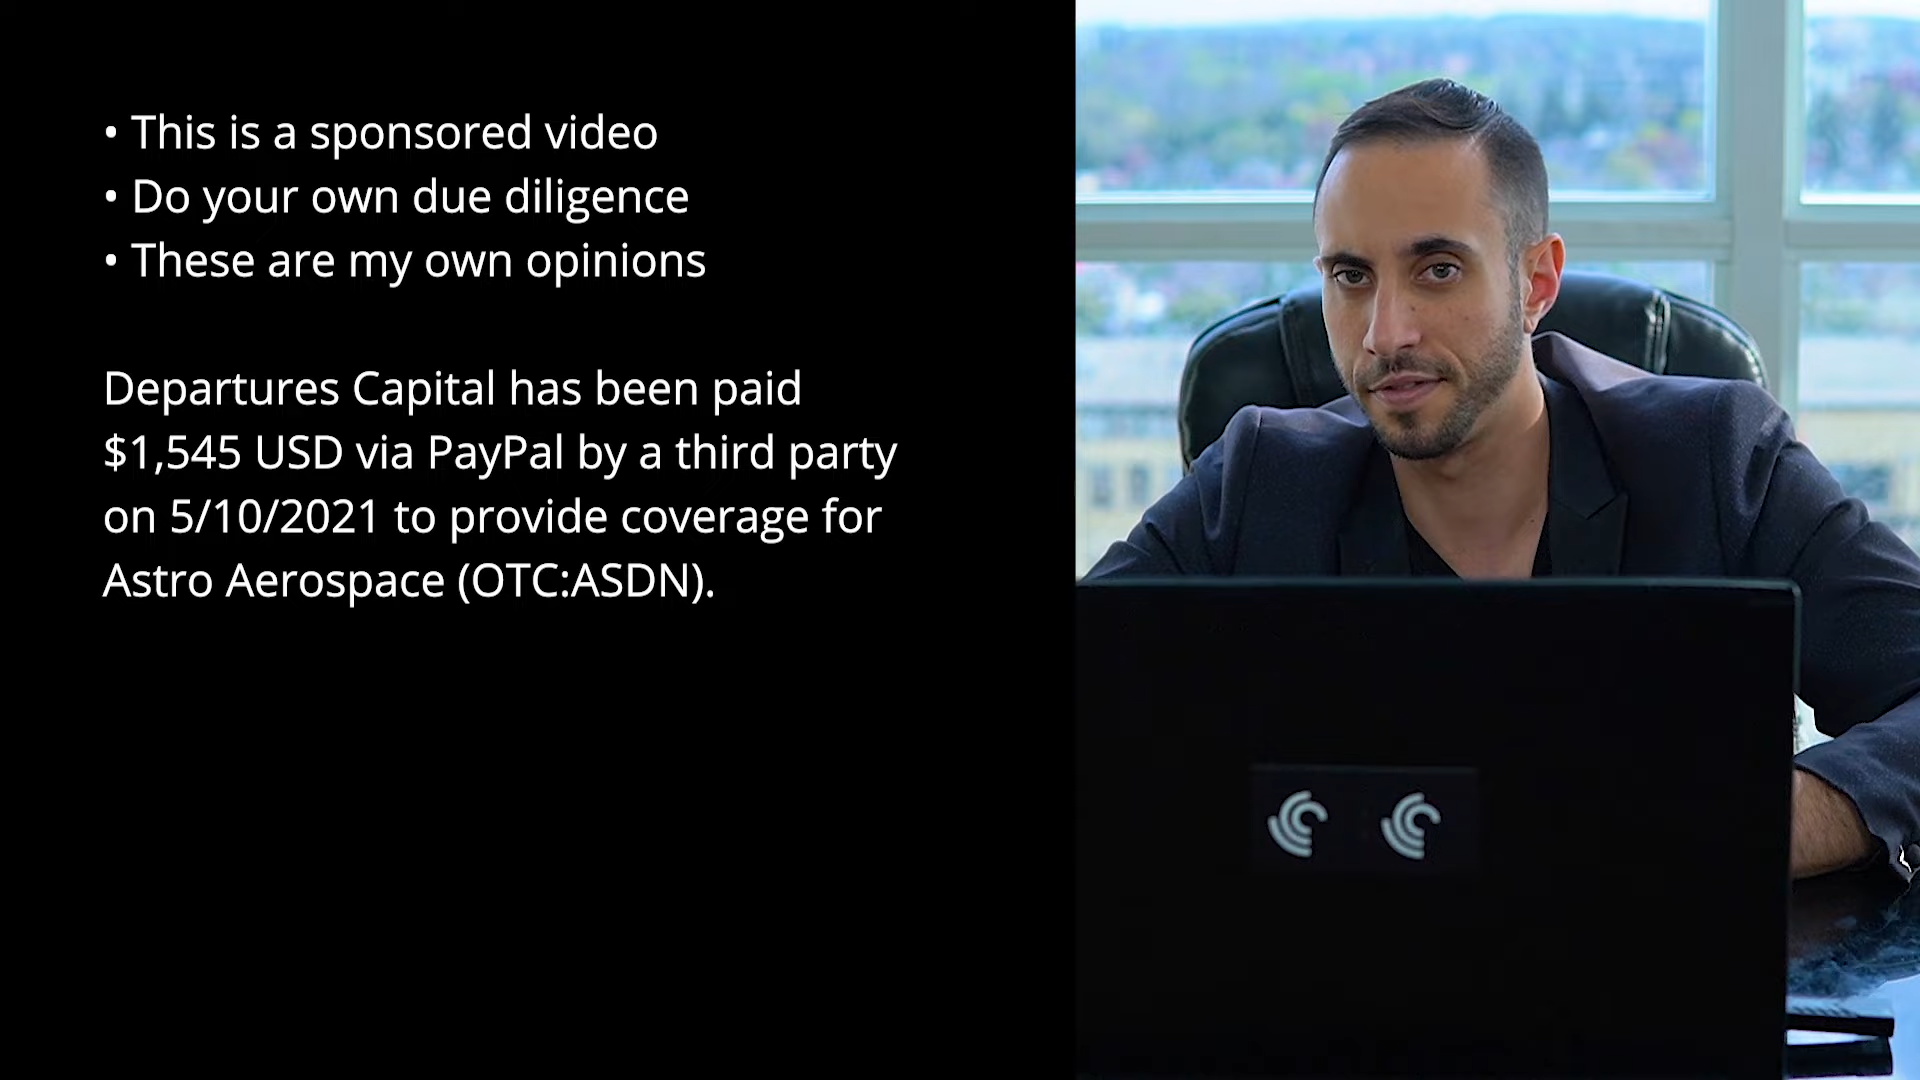 • This is a sponsored video
• Do your own due diligence
• These are my own opinions
Departures Capital has been paid
$1,545 USD via PayPal by a third party
on 5/10/2021 to provide coverage for
Astro Aerospace (OTC:ASDN).